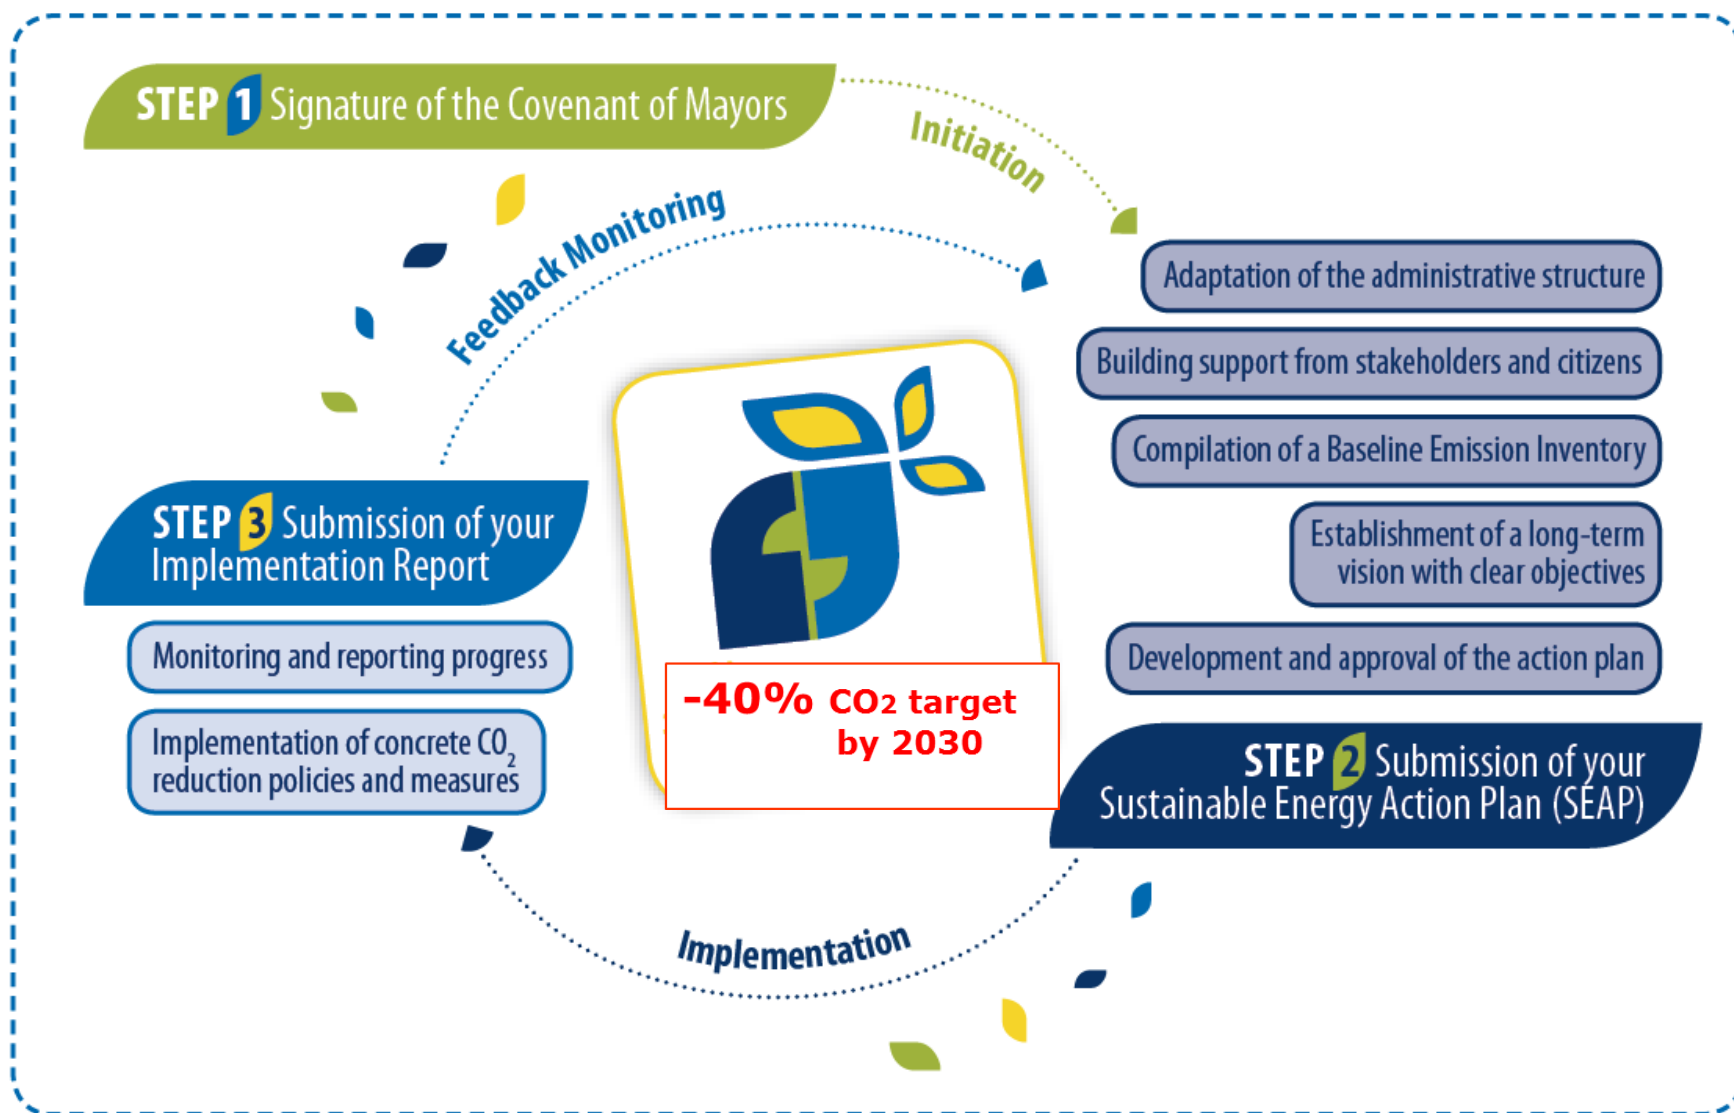 STEP 1 Signature of the Covenant of Mayors
Initiation
Feedback Monitoring
Adaptation of the administrative structure
Building support from stakeholders and citizens
Compilation of a Baseline Emission Inventory
Establishment of a long-term
vision with clear objectives
Development and approval of the action plan
STEP 2 Submission of your
Sustainable Energy Action Plan (SEAP)
Implementation
STEP 3 Submission of your
Implementation Report
Monitoring and reporting progress
Implementation of concrete CO2
reduction policies and measures
-40% CO2 target
by 2030